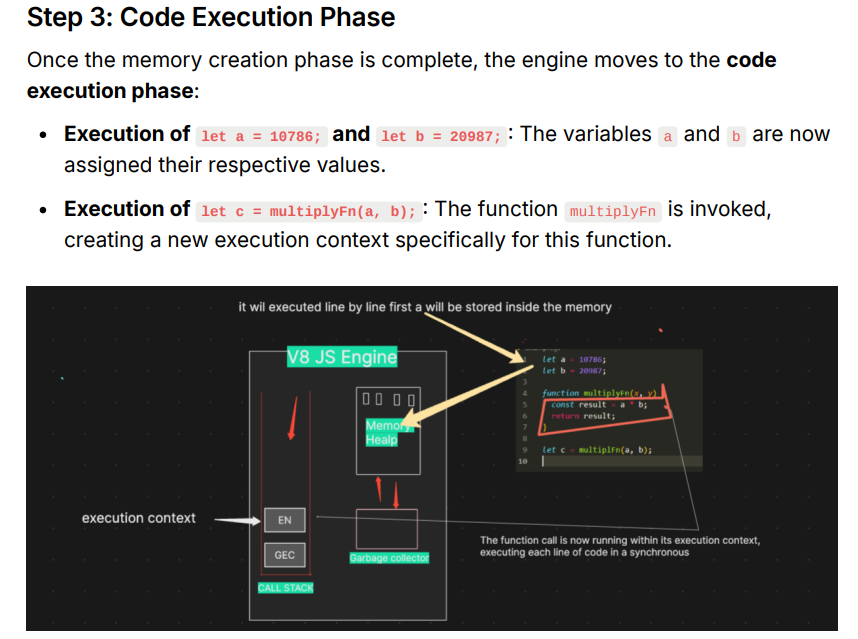 Step 3: Code Execution Phase
Once the memory creation phase is complete, the engine moves to the code
execution phase:
• Execution of let a = 10786; and let b = 20987; : The variables a and b are now
assigned their respective values.
• Execution of let c = multiplyFn(a, b); : The function multiplyFn is invoked,
creating a new execution context specifically for this function.
it wil executed line by line first a will be stored inside the memory
V8 JS Engine
Memory
Healp
execution context
EN
GEC
CALL STACK
Garbage collector
1 let a = 10786;
2 let b = 20987;
3
4 function multiplyFn(x, y)
5 const result = a * b;
6 return result;
7 }
8
9 let c = multiplFn(a, b);
10
The function call is now running within its execution context,
executing each line of code in a synchronous